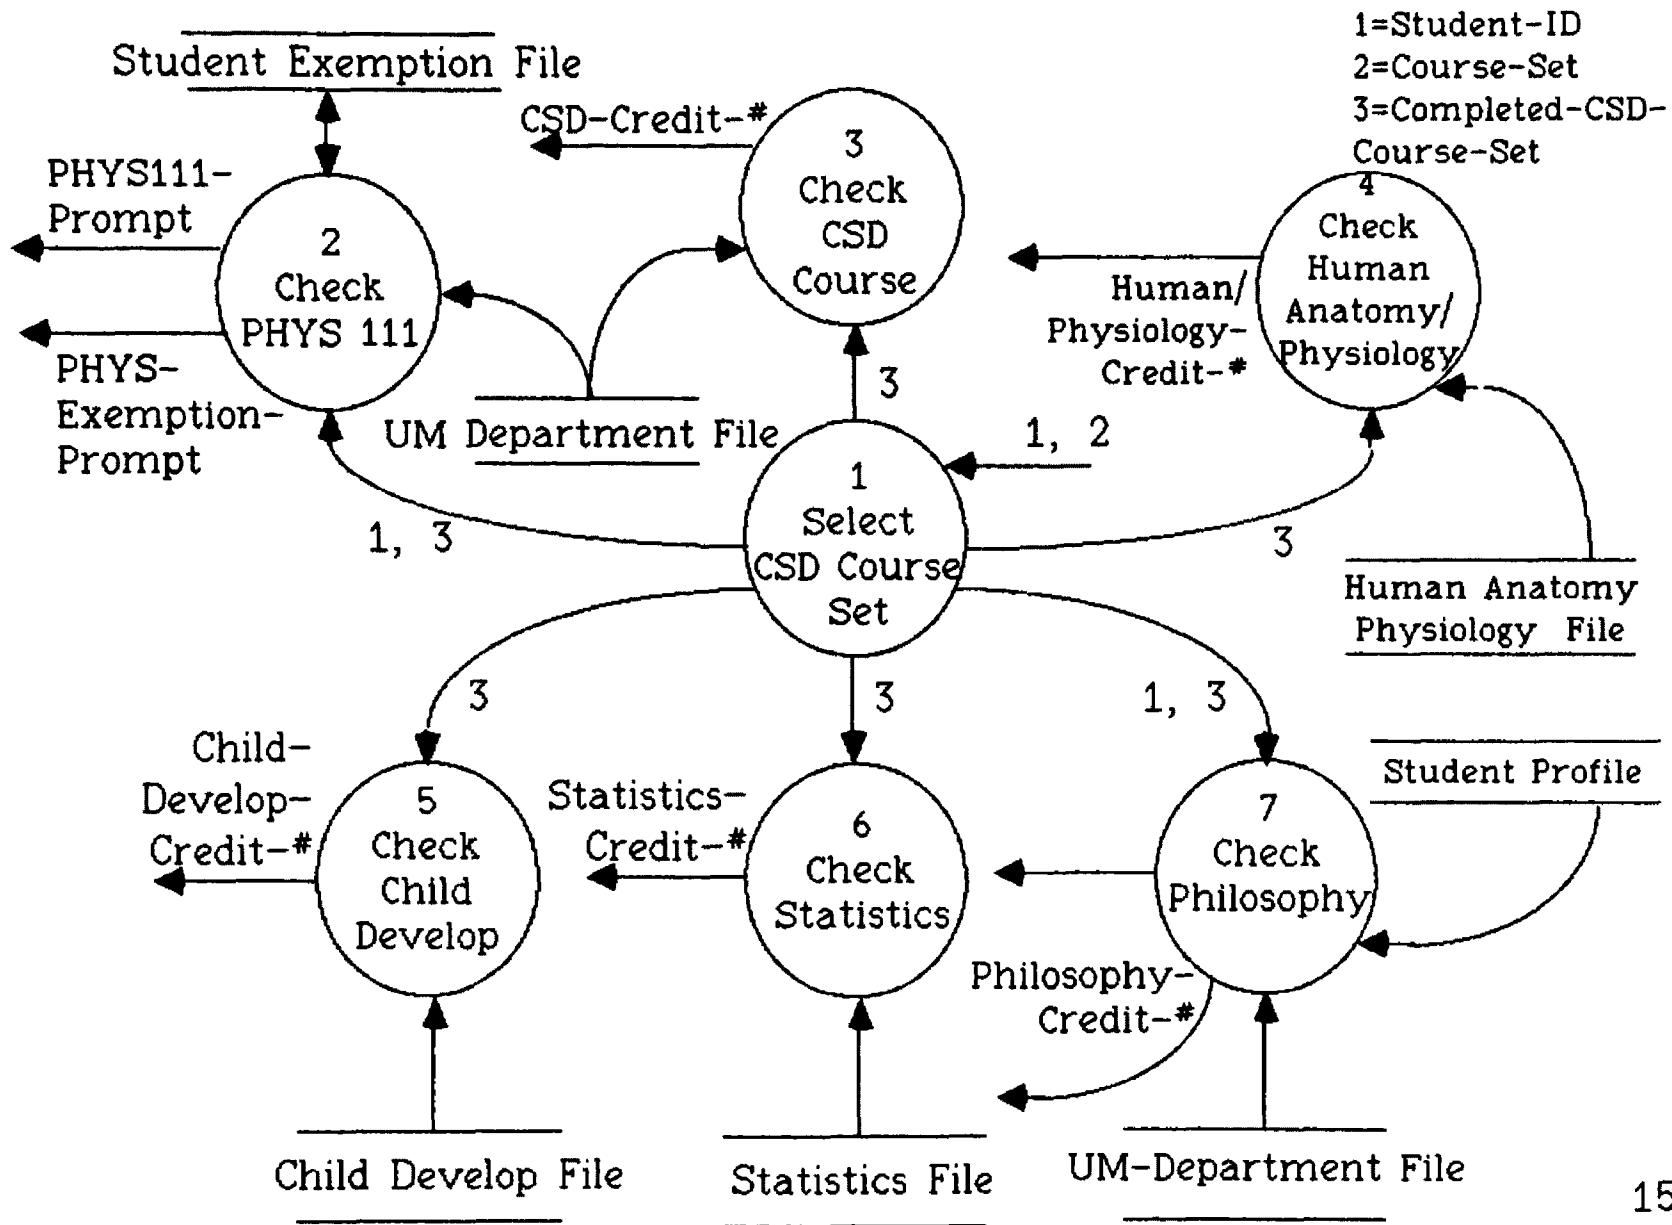 1=Student-ID
2=Course-Set
3=Completed-CSD-
Course-Set
Student Exemption File
CSD-Credit-#
PHYS111-
Prompt
2
Check
PHYS 111
PHYS-
Exemption-
Prompt
3
Check
CSD
Course
4
Check
Human
Anatomy/
Physiology
Human/
Physiology-
Credit-#
UM Department File
3
1, 2
1
Select
CSD Course
Set
1, 3
3
Human Anatomy
Physiology File
3
3
1, 3
Student Profile
Child-
Develop-
Credit-#
5
Check
Child
Develop
Statistics-
Credit-#
6
Check
Statistics
7
Check
Philosophy
Philosophy-
Credit-#
Child Develop File
Statistics File
UM-Department File
15